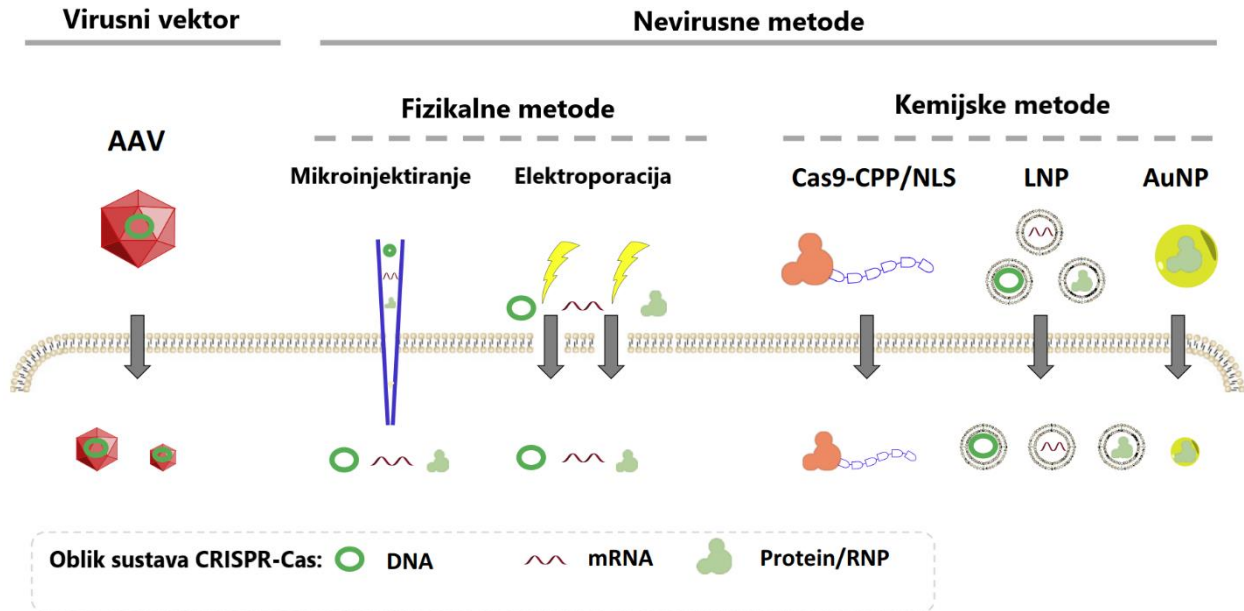 Virusni vektor
Nevirusne metode
Fizikalne metode
Kemijske metode
AAV
Mikroinjektiranje
Elektroporacija
Cas9-CPP/NLS
LNP
AuNP
Oblik sustava CRISPR-Cas: DNA mRNA Protein/RNP